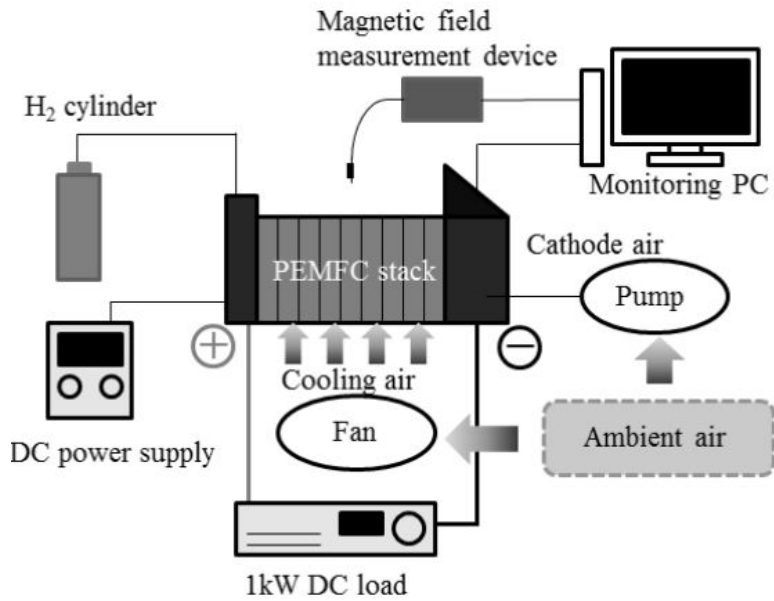 Magnetic field
measurement device
H₂ cylinder
Monitoring PC
PEMFC stack
Cathode air
Pump
+
−
Cooling air
Fan
Ambient air
DC power supply
1kW DC load